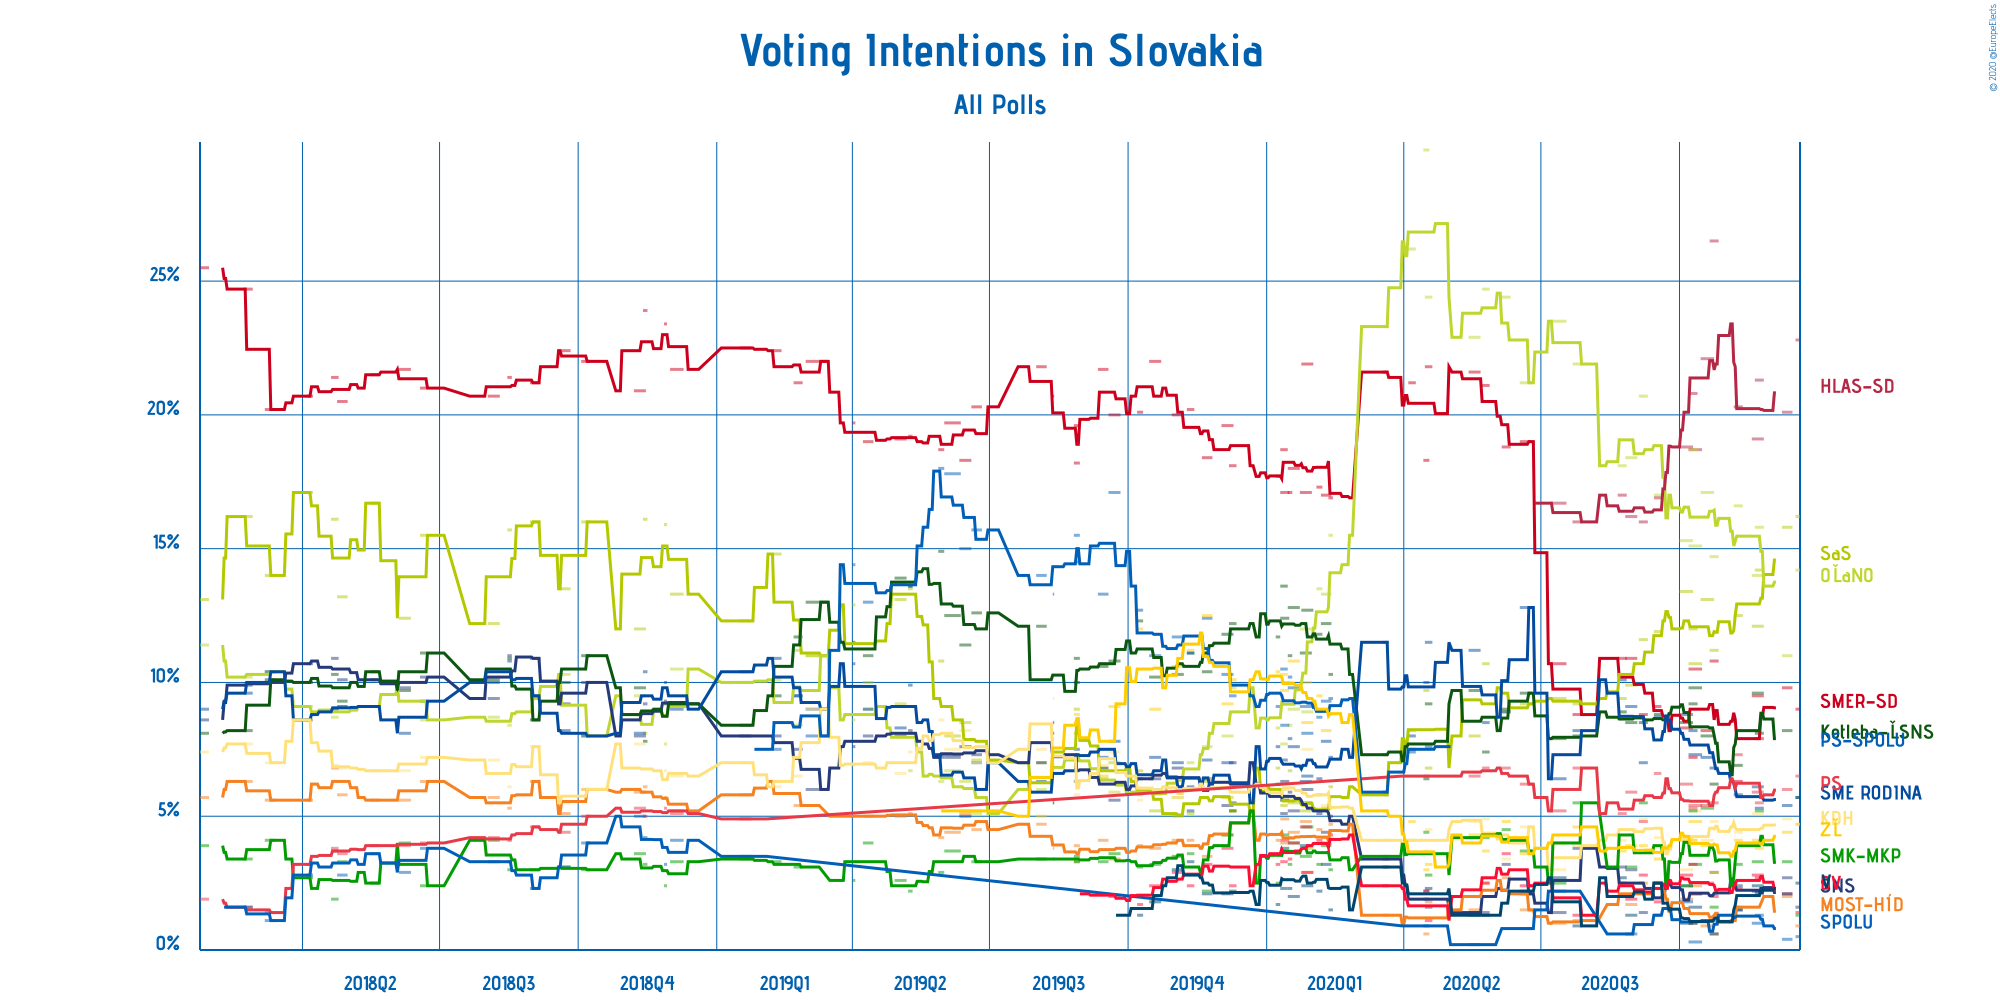 © 2020 @EuropeElects
Voting Intentions in Slovakia
All Polls
25%
20%
15%
10%
5%
0%
HLAS-SD
SaS
OĽaNO
SMER-SD
Kotleba-ĽSNS
PS-SPOLU
PS
SME RODINA
KDH
ZĽ
SMK-MKP
SNS
MOST-HÍD
SPOLU
2018Q2
2018Q3
2018Q4
2019Q1
2019Q2
2019Q3
2019Q4
2020Q1
2020Q2
2020Q3